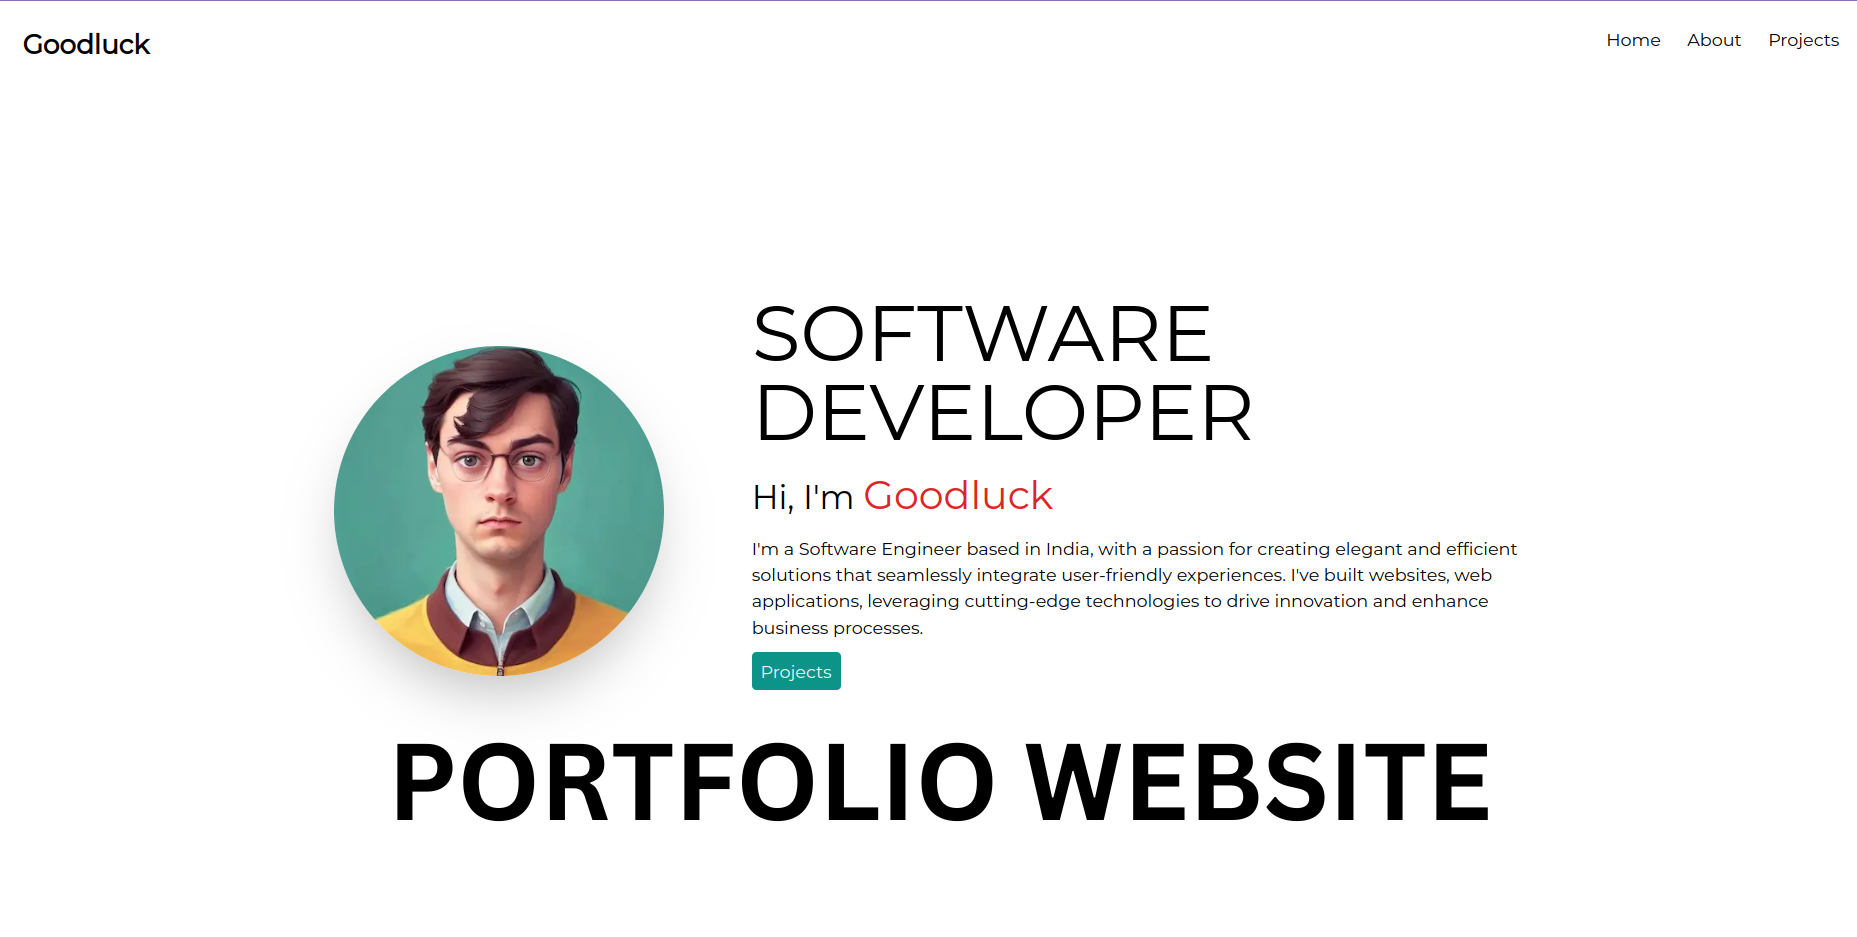 Goodluck
Home About Projects
SOFTWARE
DEVELOPER
Hi, I'm Goodluck
I'm a Software Engineer based in India, with a passion for creating elegant and efficient
solutions that seamlessly integrate user-friendly experiences. I've built websites, web
applications, leveraging cutting-edge technologies to drive innovation and enhance
business processes.
Projects
PORTFOLIO WEBSITE